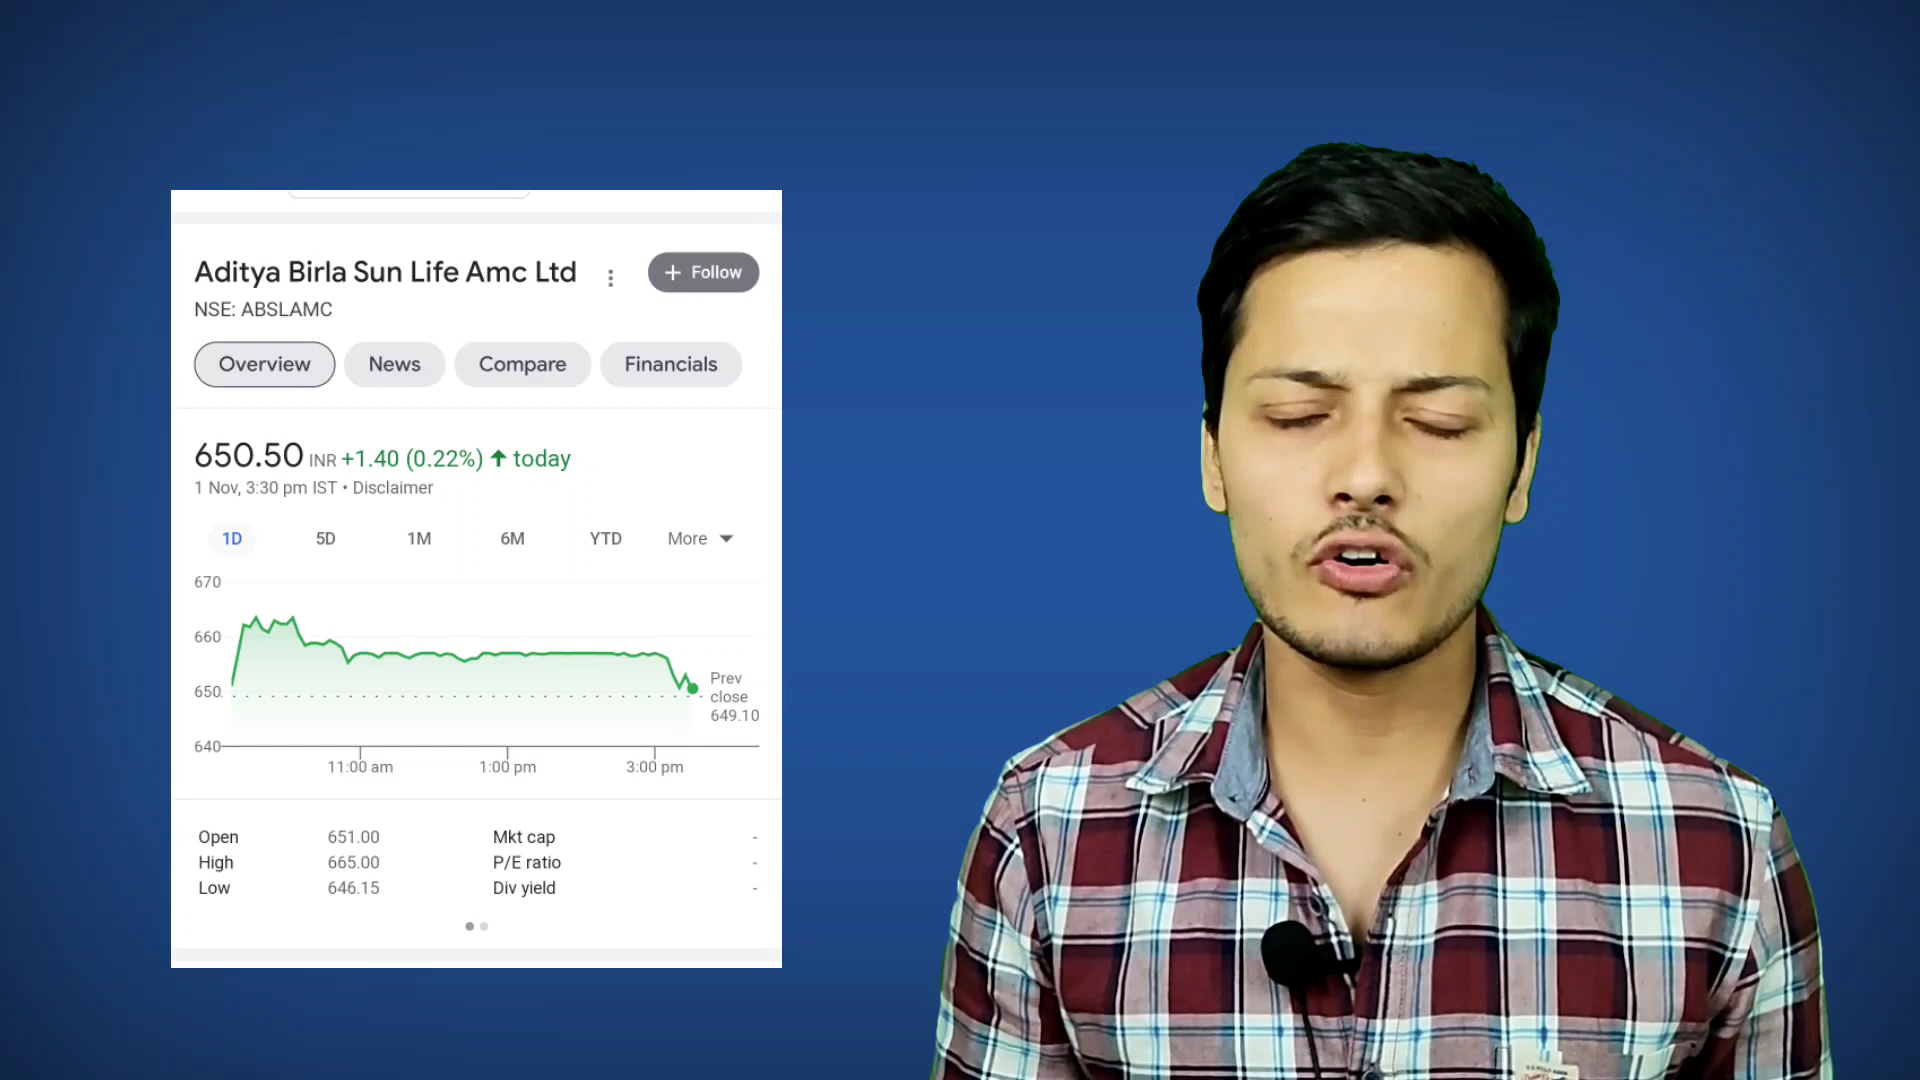 Aditya Birla Sun Life Amc Ltd
+ Follow
NSE: ABSLAMC
Overview News Compare Financials
650.50 INR +1.40 (0.22%) ↑ today
1 Nov, 3:30 pm IST • Disclaimer
1D 5D 1M 6M YTD More
670
660
650
640
Prev
close
649.10
11:00 am 1:00 pm 3:00 pm
Open 651.00 Mkt cap -
High 665.00 P/E ratio -
Low 646.15 Div yield -